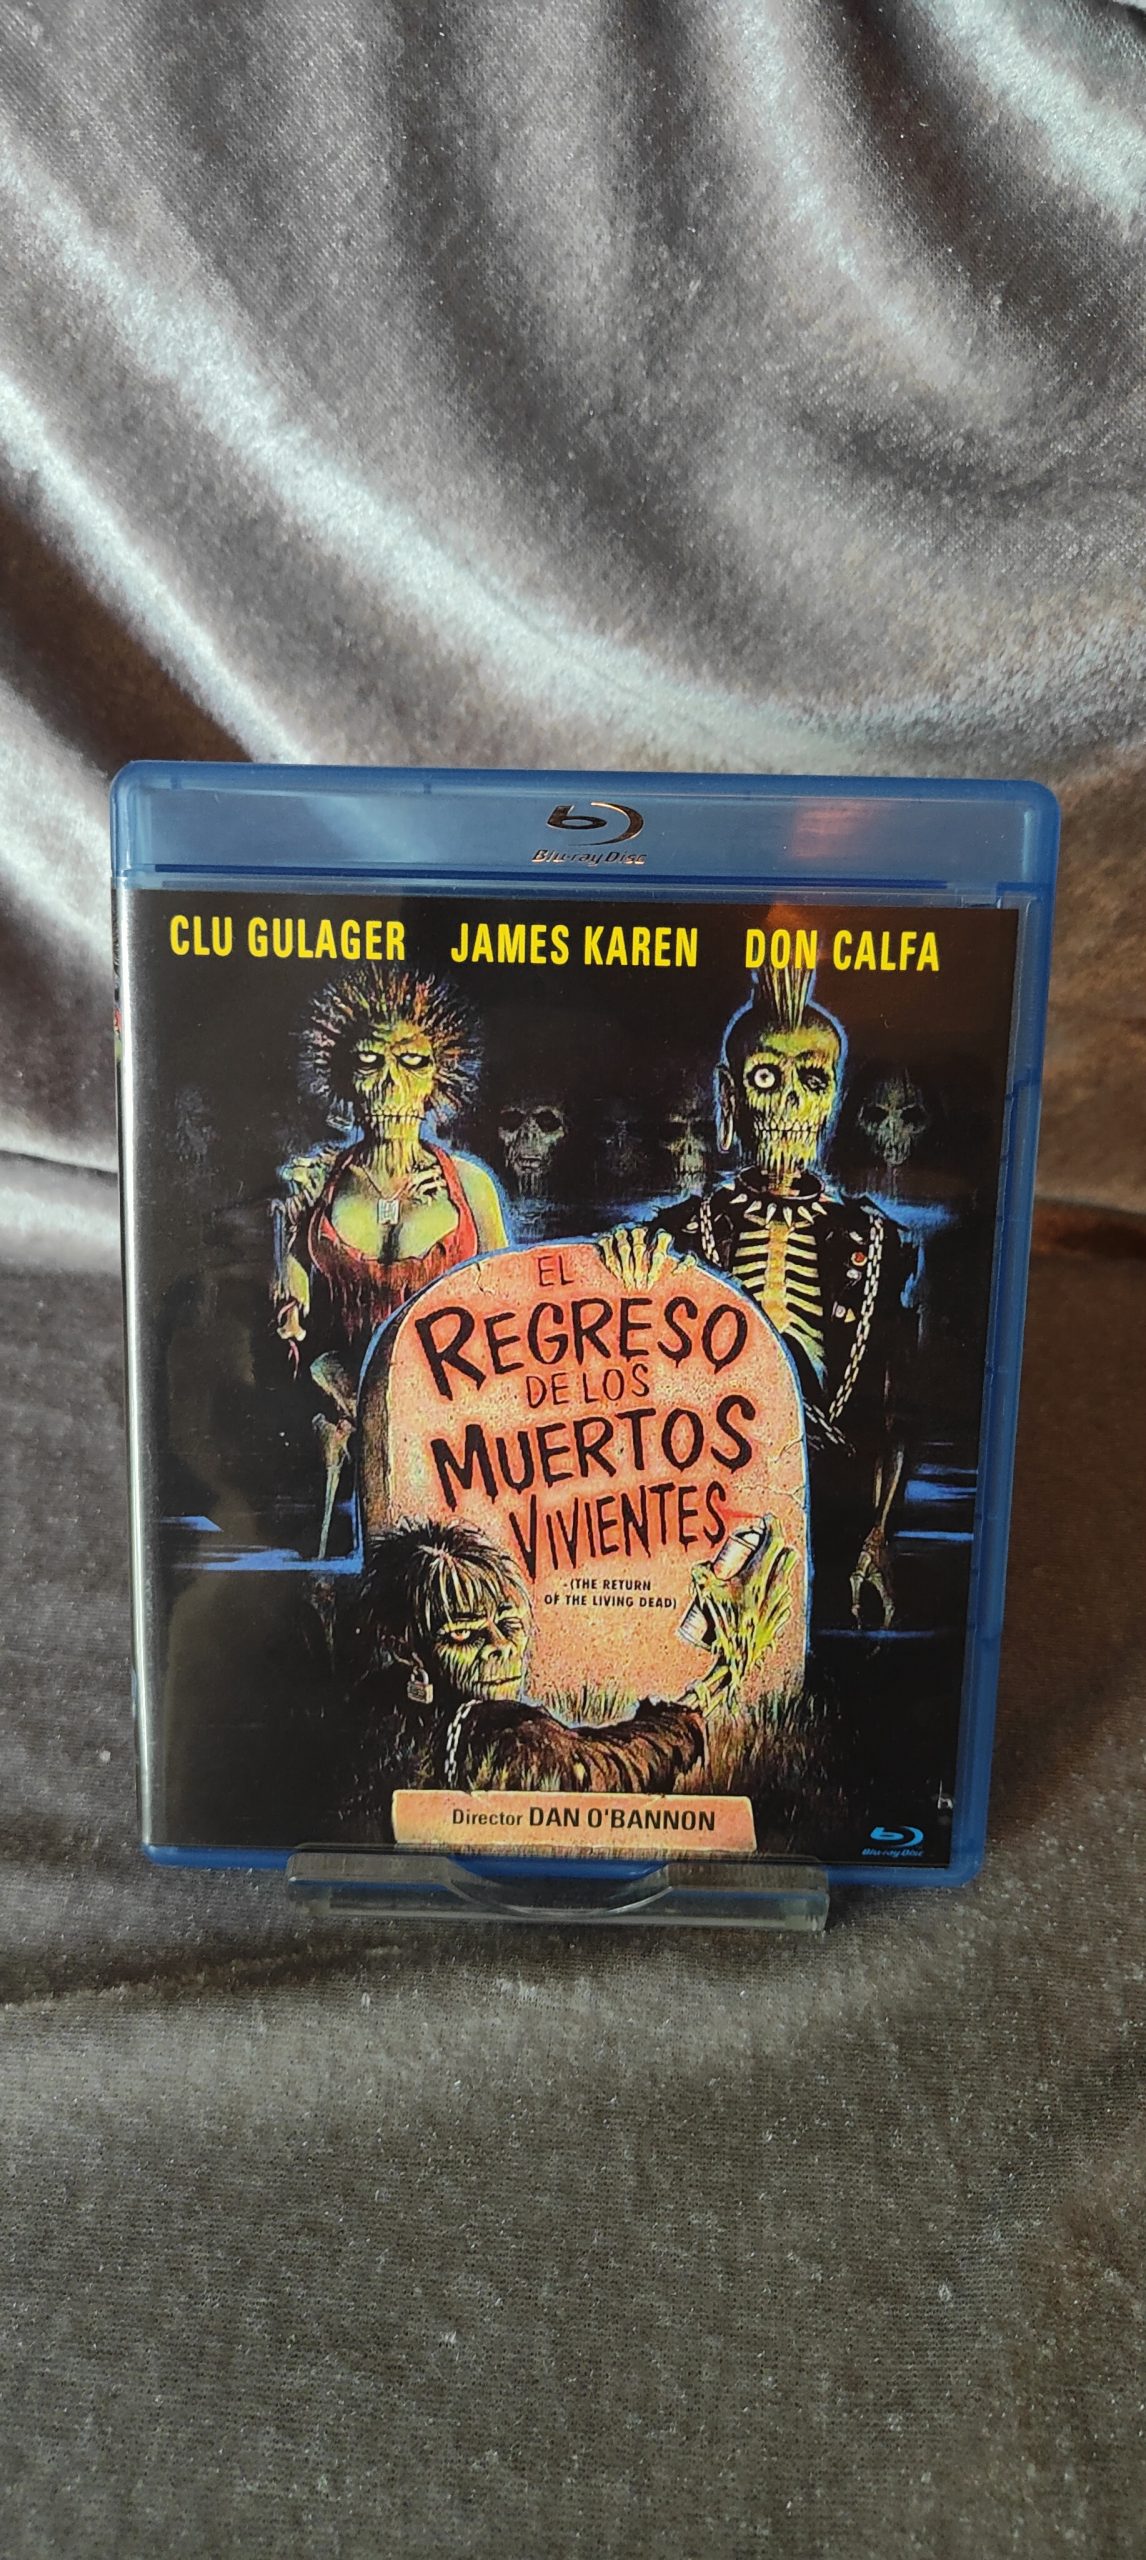 Blu-ray Disc
CLU GULAGER JAMES KAREN DON CALFA
EL
REGRESO
DE LOS
MUERTOS
VIVIENTES
(THE RETURN
OF THE LIVING DEAD)
Director DAN O'BANNON
Blu-ray Disc